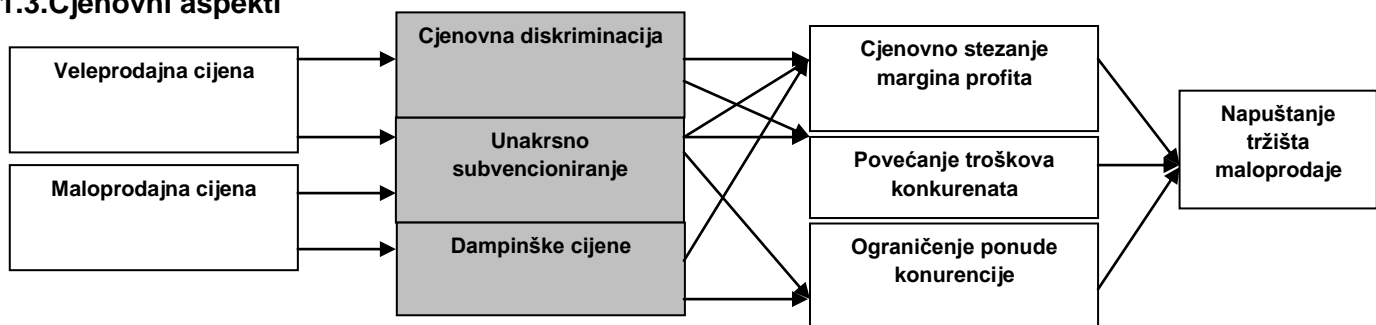 1.3.Cjenovni aspekti
Veleprodajna cijena
Maloprodajna cijena
Cjenovna diskriminacija
Unakrsno
subvencioniranje
Dampinške cijene
Cjenovno stezanje
margina profita
Povećanje troškova
konkurenata
Ograničenje ponude
konurencije
Napuštanje
tržišta
maloprodaje